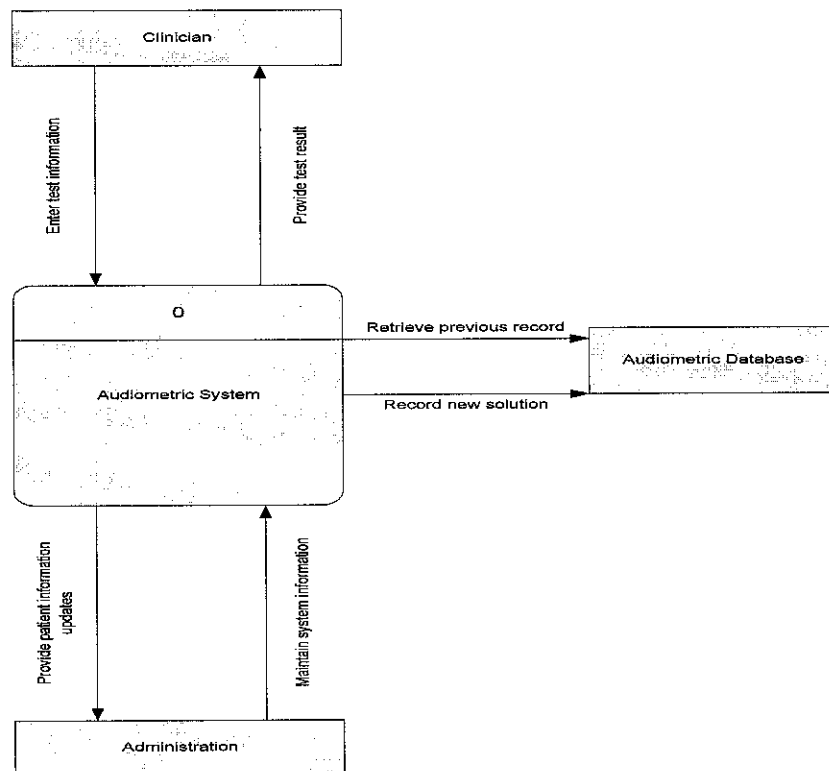 Clinician
Enter test information
Provide test result
0
Audiometric System
Retrieve previous record
Record new solution
Audiometric Database
Provide patient information
updates
Maintain system information
Administration